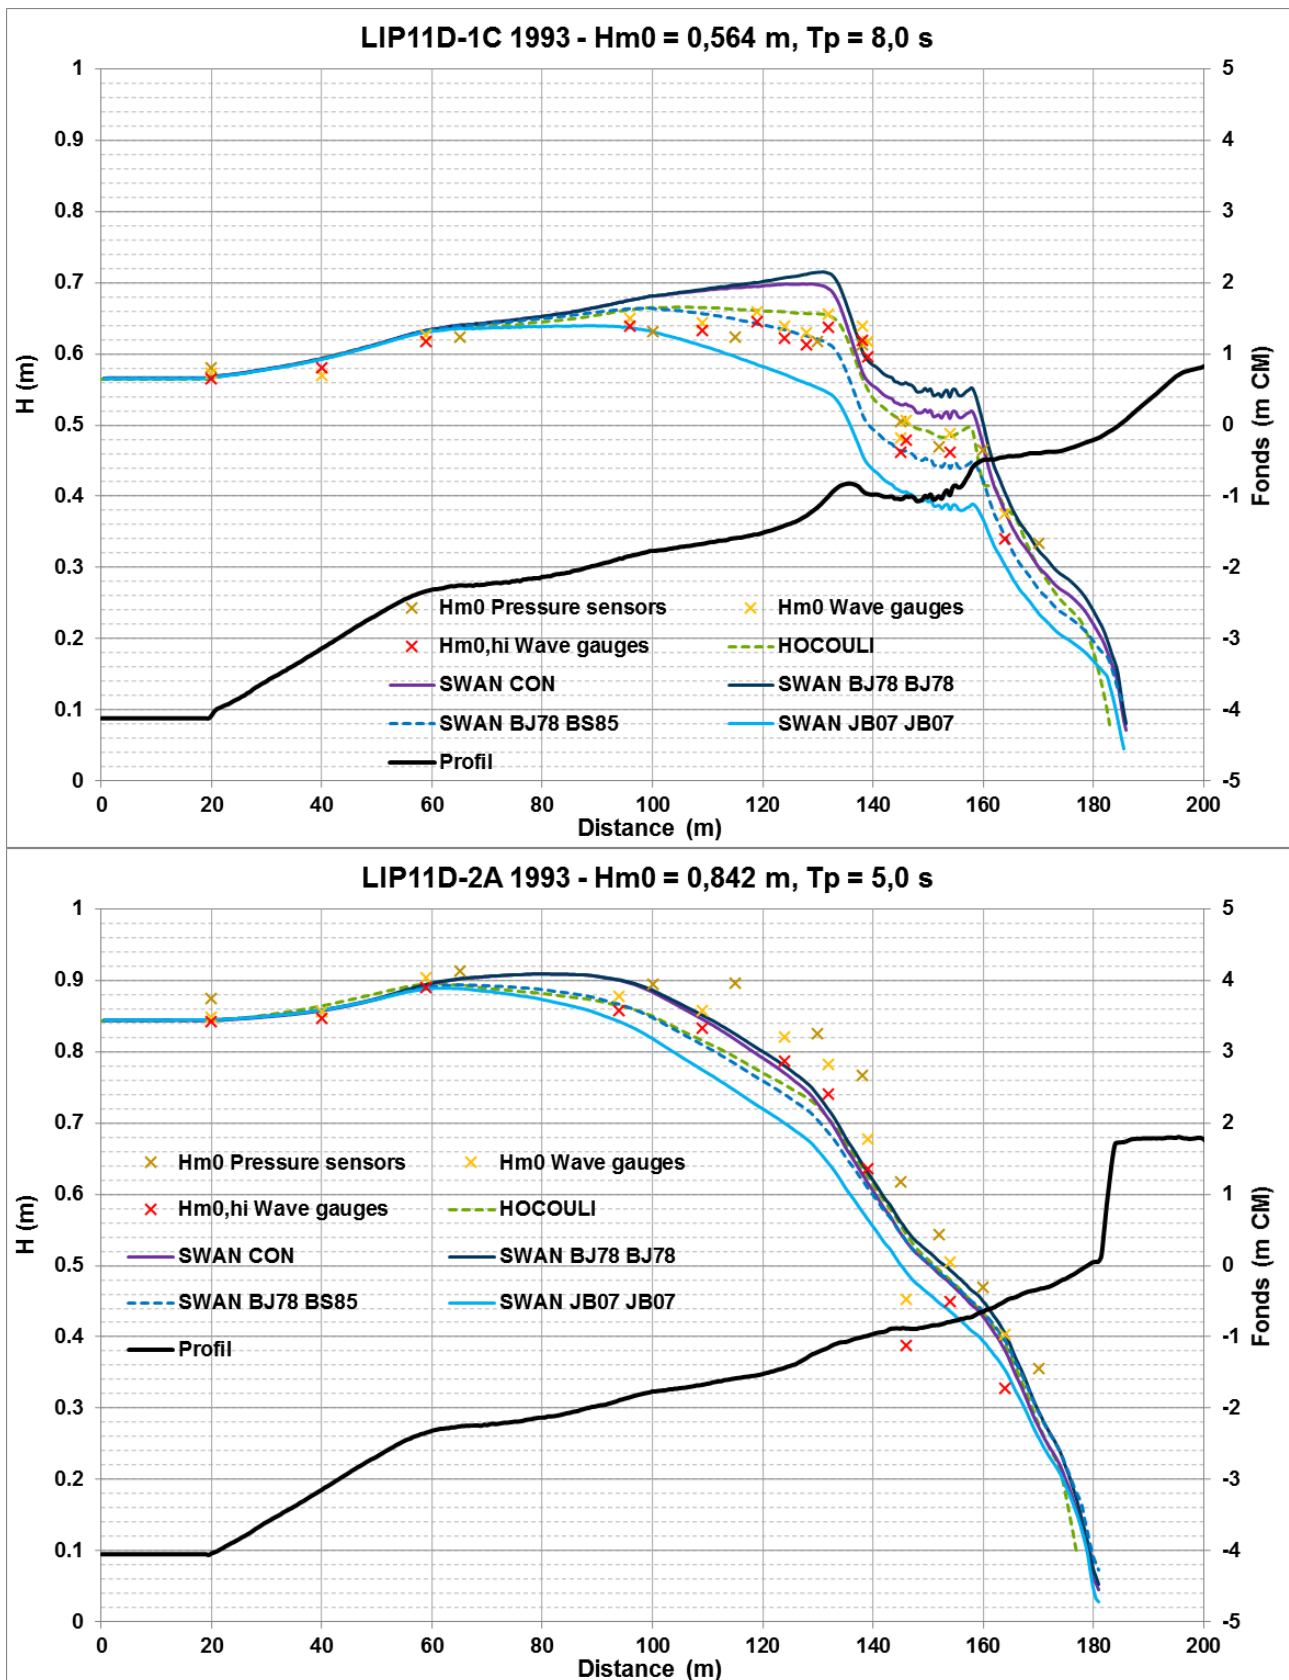 LIP11D-1C 1993 - Hm0 = 0,564 m, Tp = 8,0 s
1 5
0.9 4
0.8 3
0.7 2
0.6 1
0.5 0
0.4 -1
0.3 -2
0.2 -3
0.1 -4
0 -5
H (m)
Fonds (m CM)
Hm0 Pressure sensors Hm0 Wave gauges
Hm0,hi Wave gauges HOCOULI
SWAN CON SWAN BJ78 BJ78
SWAN BJ78 BS85 SWAN JB07 JB07
Profil
0 20 40 60 80 100 120 140 160 180 200
Distance (m)
LIP11D-2A 1993 - Hm0 = 0,842 m, Tp = 5,0 s
1 5
0.9 4
0.8 3
0.7 2
0.6 1
0.5 0
0.4 -1
0.3 -2
0.2 -3
0.1 -4
0 -5
H (m)
Fonds (m CM)
Hm0 Pressure sensors Hm0 Wave gauges
Hm0,hi Wave gauges HOCOULI
SWAN CON SWAN BJ78 BJ78
SWAN BJ78 BS85 SWAN JB07 JB07
Profil
0 20 40 60 80 100 120 140 160 180 200
Distance (m)